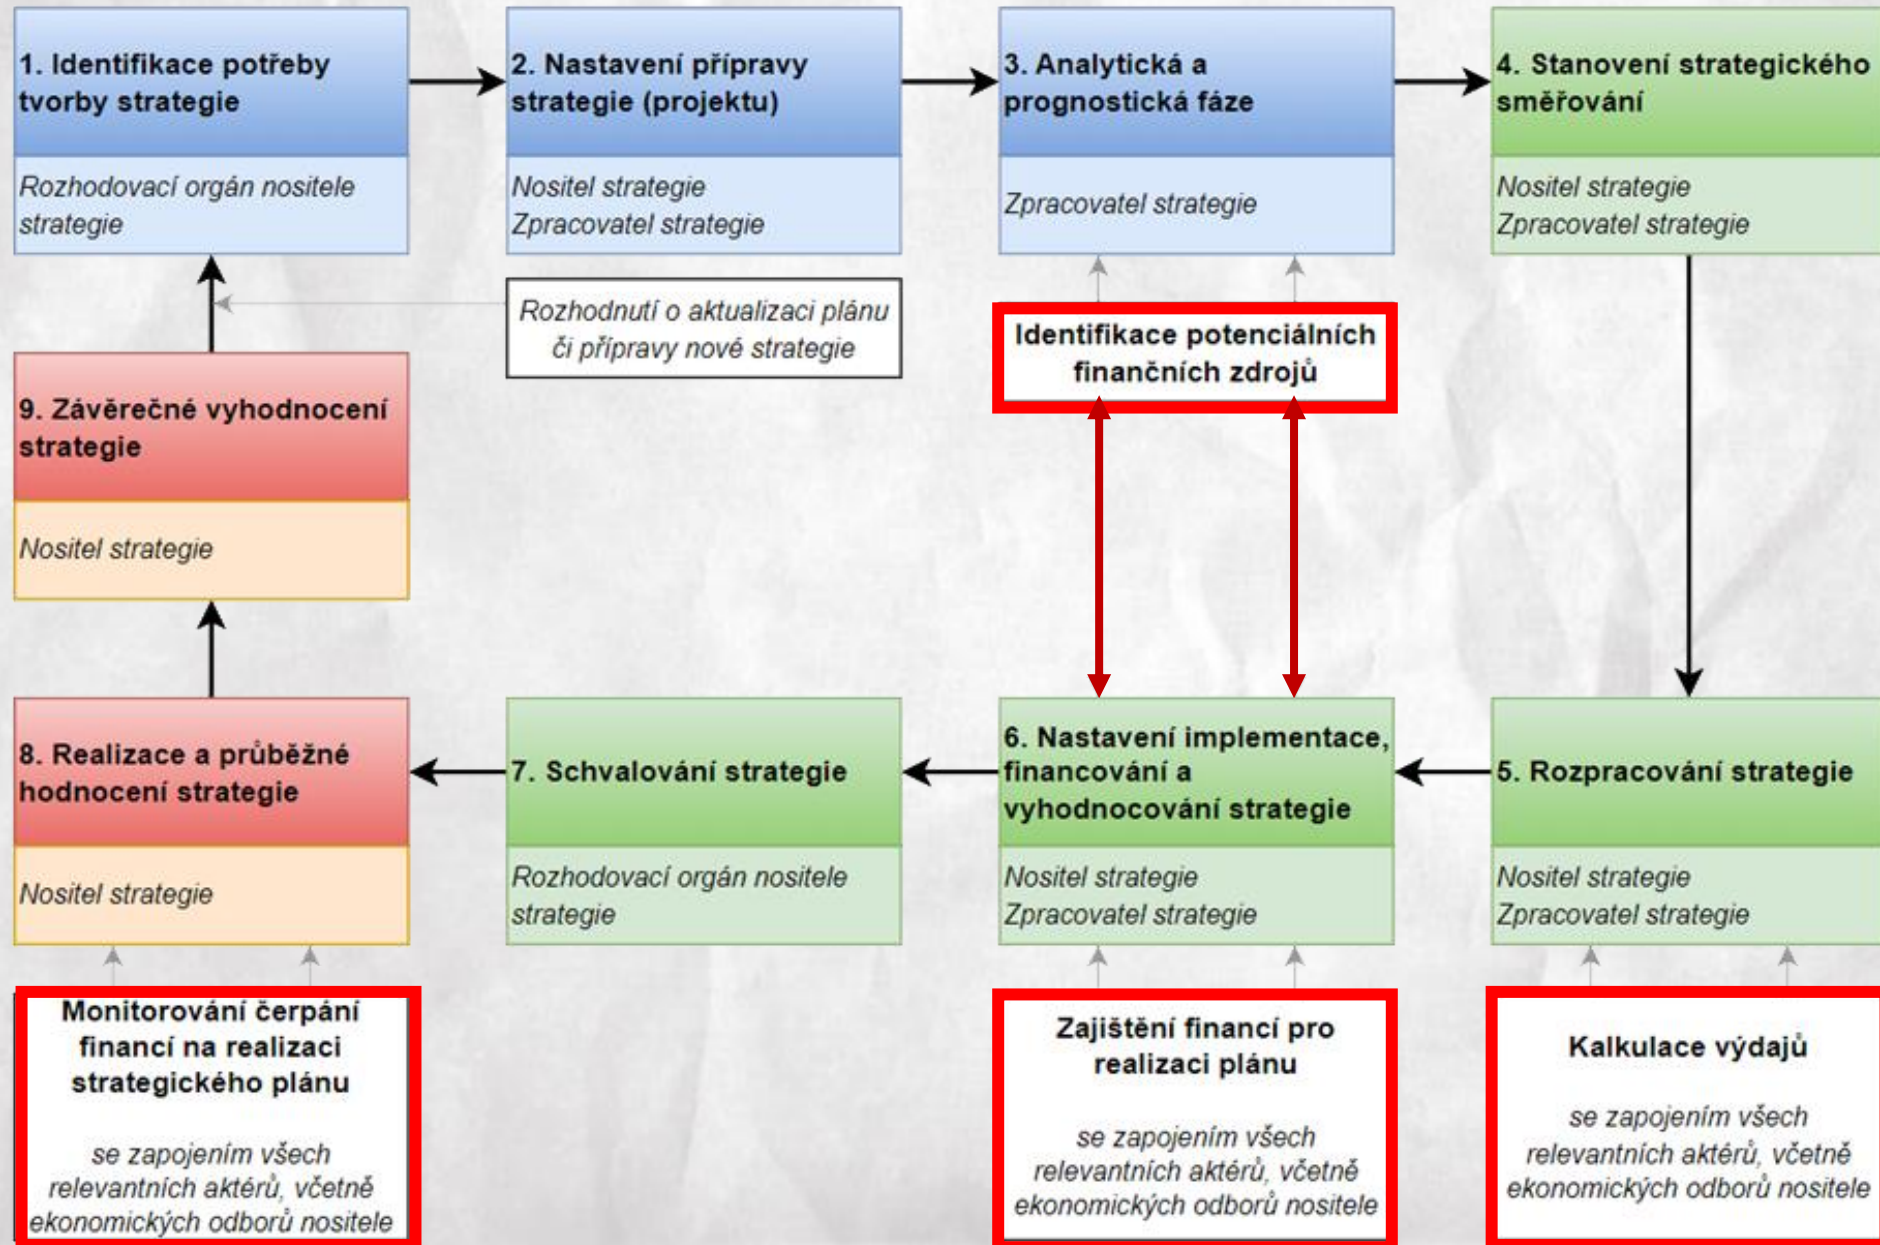 1. Identifikace potřeby
tvorby strategie
Rozhodovací orgán nositele
strategie
2. Nastavení přípravy
strategie (projektu)
Nositel strategie
Zpracovatel strategie
3. Analytická a
prognostická fáze
Zpracovatel strategie
4. Stanovení strategického
směřování
Nositel strategie
Zpracovatel strategie
Rozhodnutí o aktualizaci plánu
či přípravy nové strategie
Identifikace potenciálních
finančních zdrojů
9. Závěrečné vyhodnocení
strategie
Nositel strategie
8. Realizace a průběžné
hodnocení strategie
Nositel strategie
7. Schvalování strategie
Rozhodovací orgán nositele
strategie
6. Nastavení implementace,
financování a
vyhodnocování strategie
Nositel strategie
Zpracovatel strategie
5. Rozpracování strategie
Nositel strategie
Zpracovatel strategie
Monitorování čerpání
financí na realizaci
strategického plánu
se zapojením všech
relevantních aktérů, včetně
ekonomických odborů nositele
Zajištění financí pro
realizaci plánu
se zapojením všech
relevantních aktérů, včetně
ekonomických odborů nositele
Kalkulace výdajů
se zapojením všech
relevantních aktérů, včetně
ekonomických odborů nositele